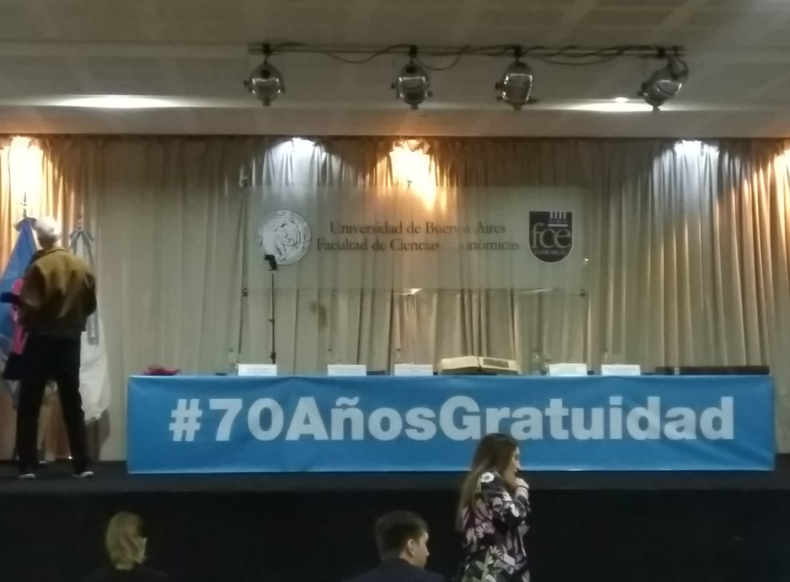 Universidad de Buenos Aires
Facultad de Ciencias Económicas
fce
#70AñosGratuidad